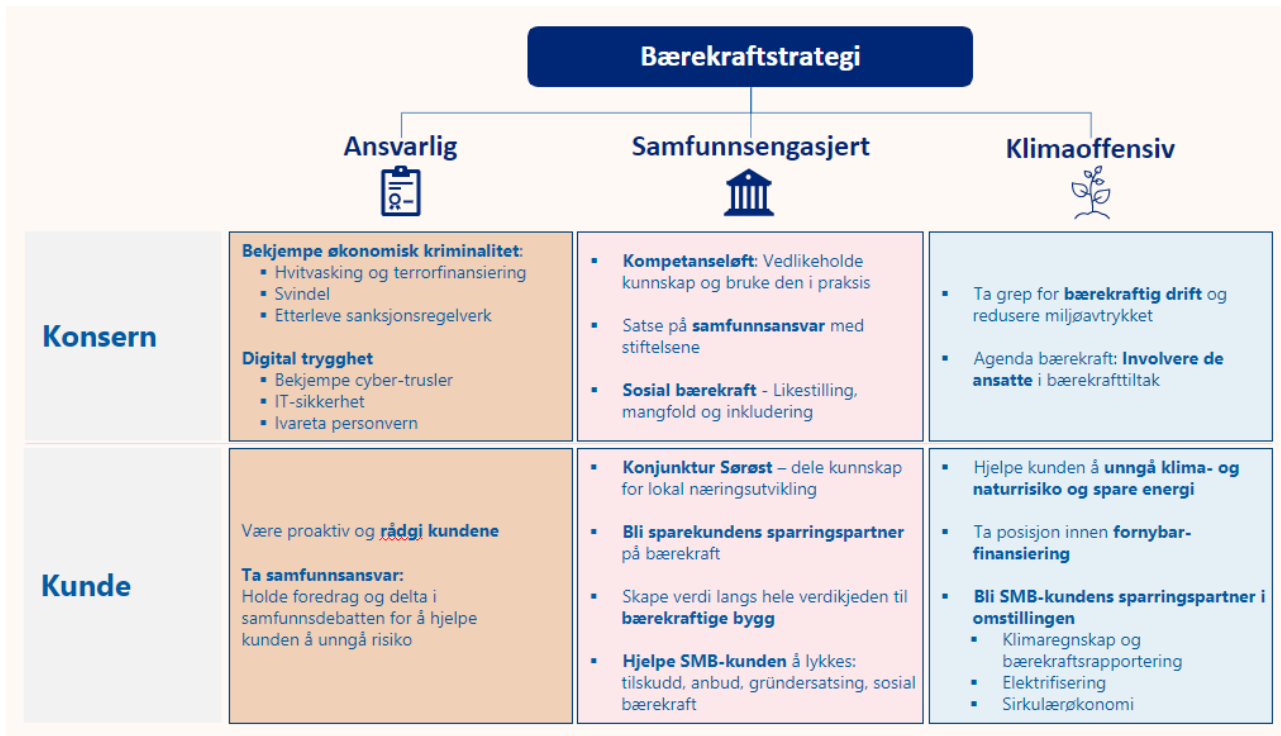 Bærekraftstrategi
Ansvarlig
Samfunnsengasjert
Klimaoffensiv
Konsern
Bekjempe økonomisk kriminalitet:
▪ Hvitvasking og terrorfinansiering
▪ Svindel
▪ Etterleve sanksjonsregelverk
Digital trygghet
▪ Bekjempe cyber-trusler
▪ IT-sikkerhet
▪ Ivareta personvern
▪ Kompetanseløft: Vedlikeholde
kunnskap og bruke den i praksis
▪ Satse på samfunnsansvar med
stiftelsene
▪ Sosial bærekraft - Likestilling,
mangfold og inkludering
▪ Ta grep for bærekraftig drift og
redusere miljøavtrykket
▪ Agenda bærekraft: Involvere de
ansatte i bærekrafttiltak
Kunde
Være proaktiv og rådgi kundene
Ta samfunnsansvar:
Holde foredrag og delta i
samfunnsdebatten for å hjelpe
kunden å unngå risiko
▪ Konjunktur Sørøst – dele kunnskap
for lokal næringsutvikling
▪ Bli sparekundens sparringspartner
på bærekraft
▪ Skape verdi langs hele verdikjeden til
bærekraftige bygg
▪ Hjelpe SMB-kunden å lykkes:
tilskudd, anbud, gründersatsing, sosial
bærekraft
▪ Hjelpe kunden å unngå klima- og
naturrisiko og spare energi
▪ Ta posisjon innen fornybar-
finansiering
▪ Bli SMB-kundens sparringspartner i
omstillingen
▪ Klimaregnskap og
bærekraftsrapportering
▪ Elektrifisering
▪ Sirkulærøkonomi